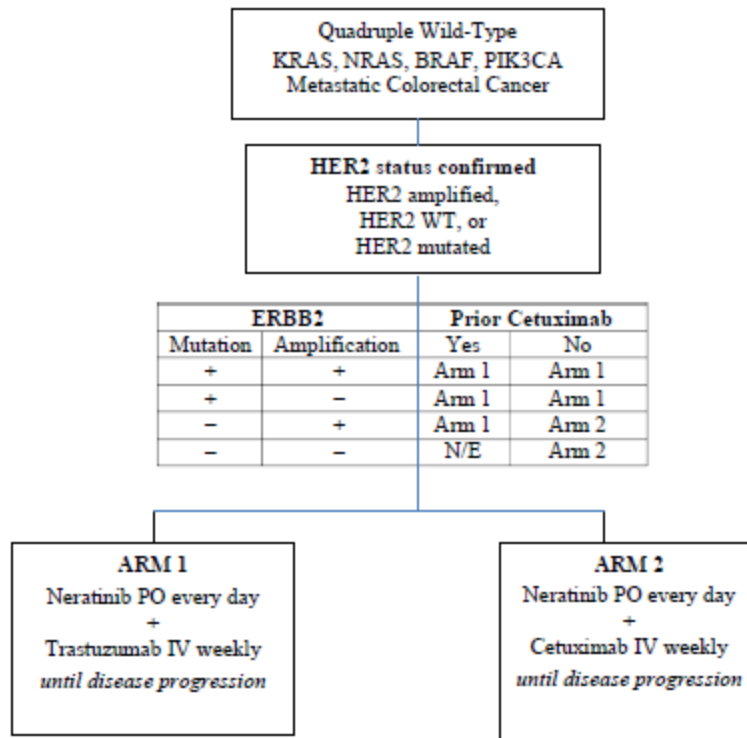 Quadruple Wild-Type
KRAS, NRAS, BRAF, PIK3CA
Metastatic Colorectal Cancer
HER2 status confirmed
HER2 amplified,
HER2 WT, or
HER2 mutated
ERBB2 Prior Cetuximab
Mutation Amplification Yes No
+ + Arm 1 Arm 1
+ – Arm 1 Arm 1
– + Arm 1 Arm 2
– – N/E Arm 2
ARM 1
Neratinib PO every day
+
Trastuzumab IV weekly
until disease progression
ARM 2
Neratinib PO every day
+
Cetuximab IV weekly
until disease progression